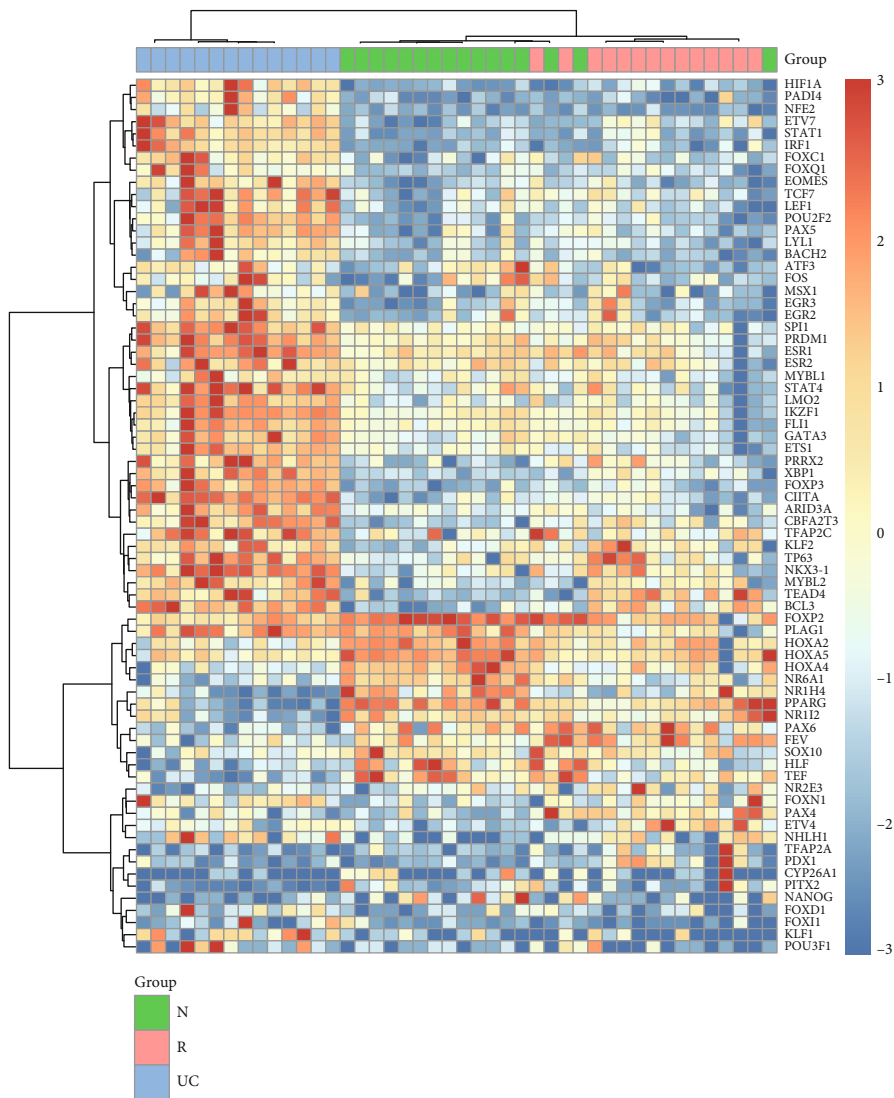 Group
HIF1A
PADI4
NFE2
ETV7
STAT1
IRF1
FOXC1
FOXQ1
EOMES
TCF7
LEF1
POU2F2
PAX5
LYL1
BACH2
ATF3
FOS
MSX1
EGR3
EGR2
SPI1
PRDM1
ESR1
ESR2
MYBL1
STAT4
LMO2
IKZF1
FLI1
GATA3
ETS1
PRRX2
XBP1
FOXP3
CIITA
ARID3A
CBFA2T3
TFAP2C
KLF2
TP63
NKX3-1
MYBL2
TEAD4
BCL3
FOXP2
PLAG1
HOXA2
HOXA5
HOXA4
NR6A1
NR1H4
PPARG
NR1I2
PAX6
FEV
SOX10
HLF
TEF
NR2E3
FOXN1
PAX4
ETV4
NHLH1
TFAP2A
PDX1
CYP26A1
PITX2
NANOG
FOXD1
FOXI1
KLF1
POU3F1
3
2
1
0
−1
−2
−3
Group
N
R
UC